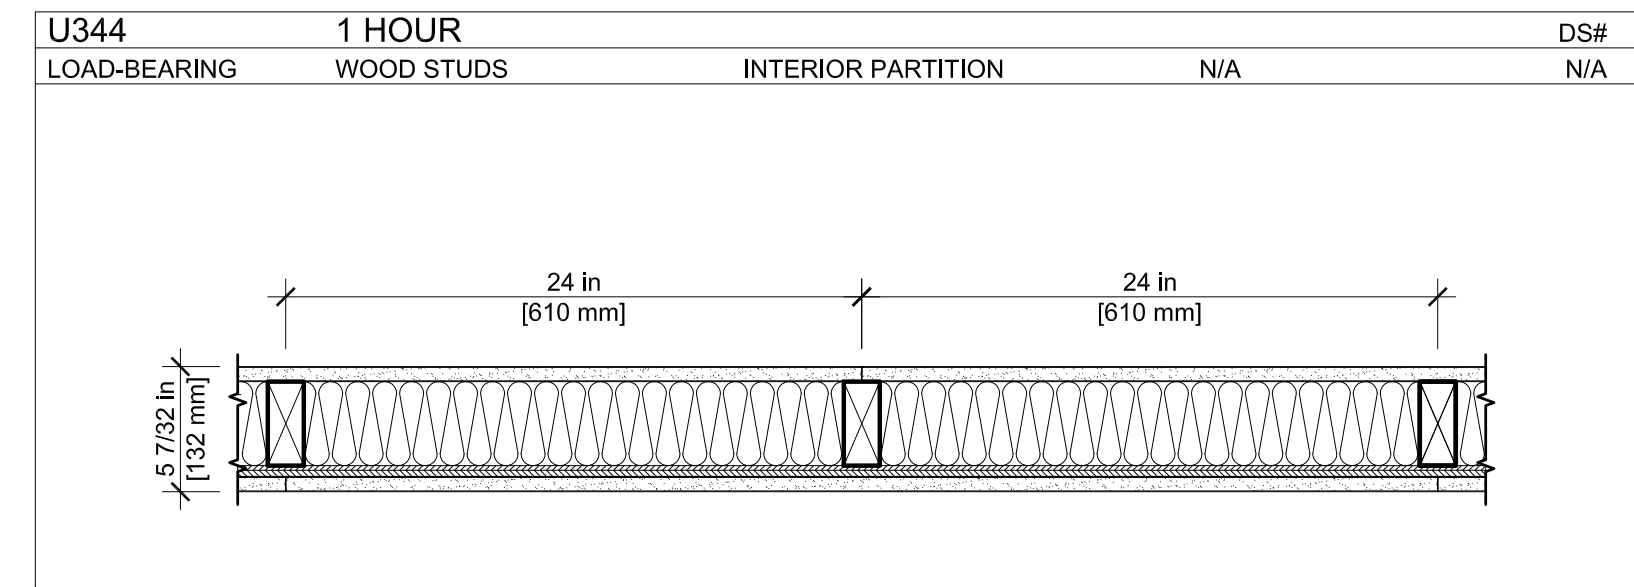 U344 1 HOUR DS#
LOAD-BEARING WOOD STUDS INTERIOR PARTITION N/A N/A
24 in 24 in
[610 mm] [610 mm]
5 7/32 in
[132 mm]